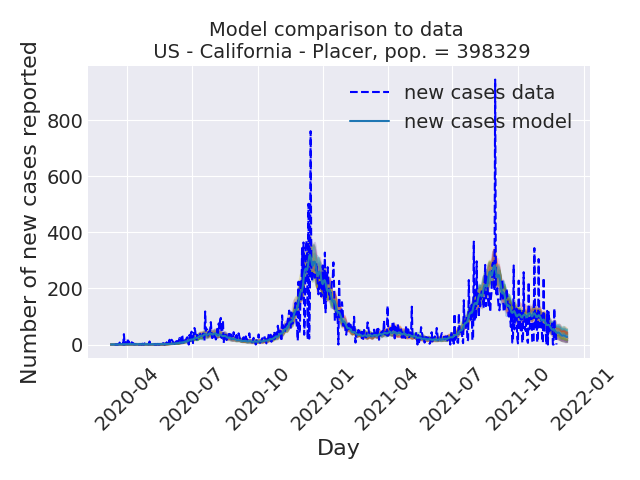 Model comparison to data
US - California - Placer, pop. = 398329
Number of new cases reported
new cases data
new cases model
800
600
400
200
0
2020-04
2020-07
2020-10
2021-01
2021-04
2021-07
2021-10
2022-01
Day